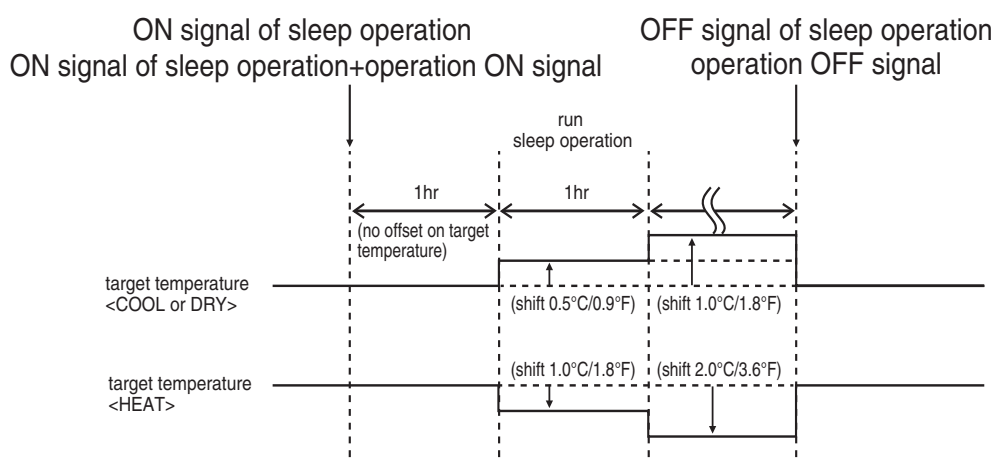 ON signal of sleep operation
ON signal of sleep operation+operation ON signal
OFF signal of sleep operation
operation OFF signal
run
sleep operation
1hr
1hr
(no offset on target
temperature)
target temperature
<COOL or DRY>
(shift 0.5°C/0.9°F)
(shift 1.0°C/1.8°F)
target temperature
<HEAT>
(shift 1.0°C/1.8°F)
(shift 2.0°C/3.6°F)